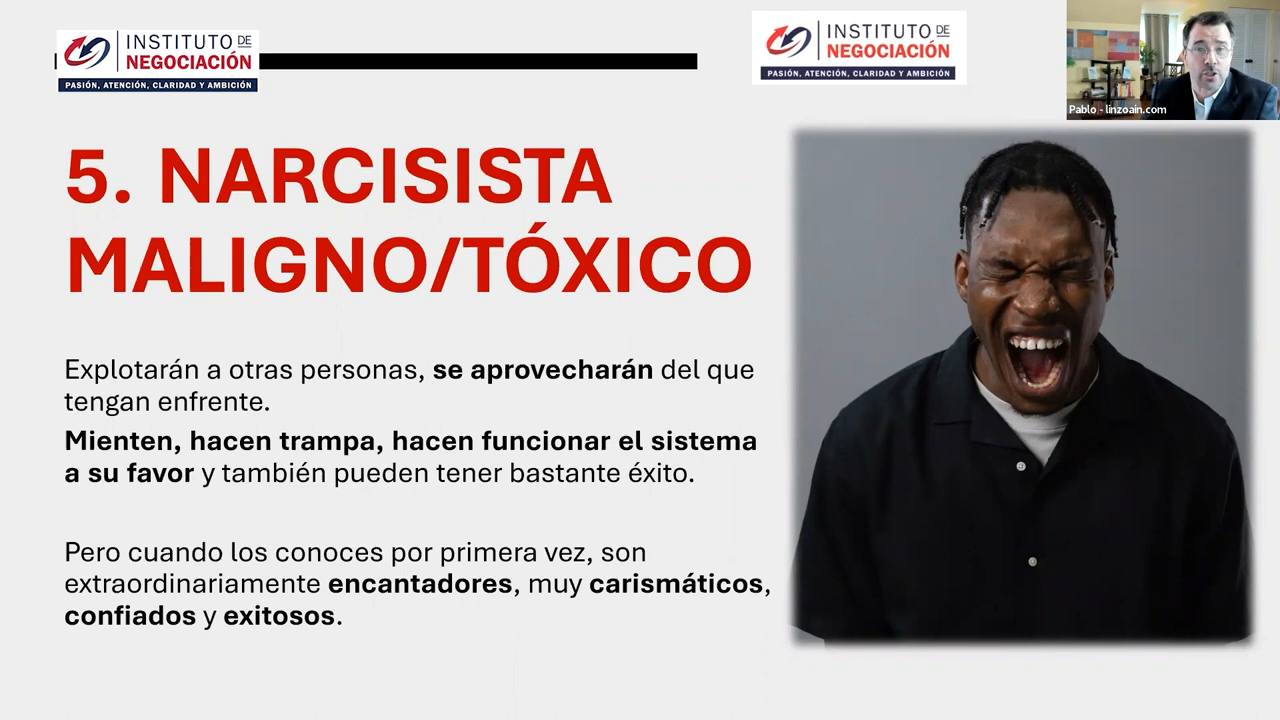 INSTITUTO DE
NEGOCIACIÓN
PASIÓN, ATENCIÓN, CLARIDAD Y AMBICIÓN
INSTITUTO DE
NEGOCIACIÓN
PASIÓN, ATENCIÓN, CLARIDAD Y AMBICIÓN
Pablo - linzoain.com
5. NARCISISTA
MALIGNO/TÓXICO
Explotarán a otras personas, se aprovecharán del que
tengan enfrente.
Mienten, hacen trampa, hacen funcionar el sistema
a su favor y también pueden tener bastante éxito.
Pero cuando los conoces por primera vez, son
extraordinariamente encantadores, muy carismáticos,
confiados y exitosos.